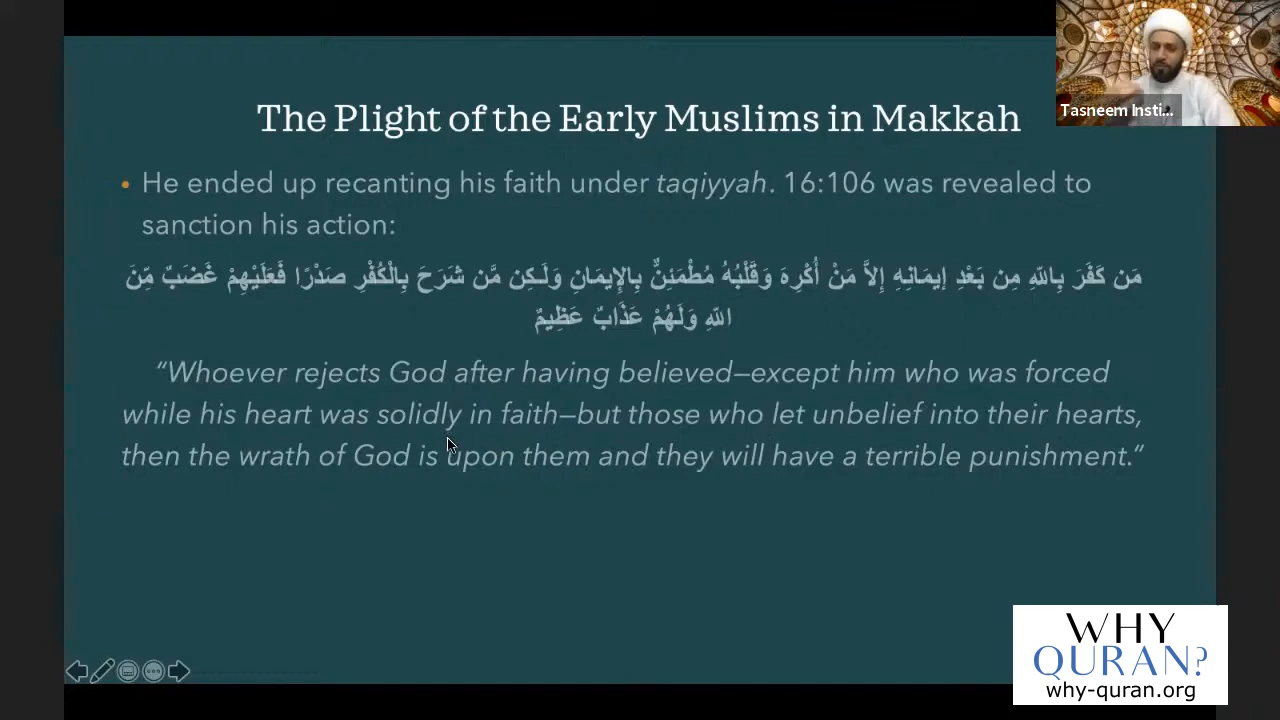 Tasneem Insti...
The Plight of the Early Muslims in Makkah
• He ended up recanting his faith under taqiyyah. 16:106 was revealed to
sanction his action:
مَن كَفَرَ بِاللّهِ مِن بَعْدِ إيمَانِهِ إِلاَّ مَنْ أُكْرِهَ وَقَلْبُهُ مُطْمَئِنٌّ بِالإِيمَانِ وَلَـكِن مَّن شَرَحَ بِالْكُفْرِ صَدْرًا فَعَلَيْهِمْ غَضَبٌ مِّنَ
اللّهِ وَلَهُمْ عَذَابٌ عَظِيمٌ
“Whoever rejects God after having believed—except him who was forced
while his heart was solidly in faith—but those who let unbelief into their hearts,
then the wrath of God is upon them and they will have a terrible punishment.“
WHY
QURAN?
why-quran.org